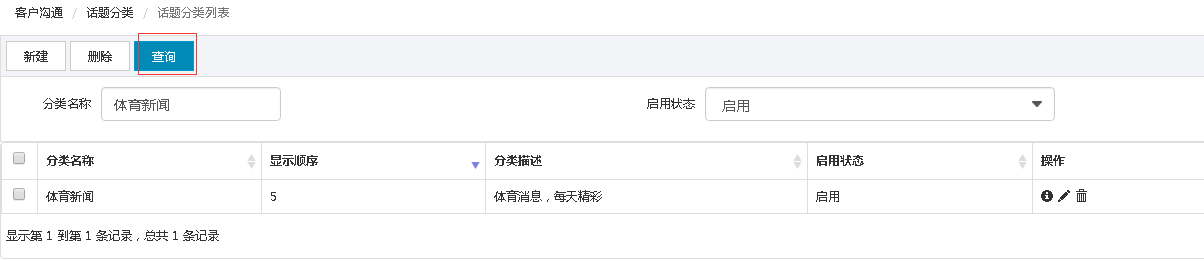 客户沟通 / 话题分类 / 话题分类列表
新建 删除 查询
分类名称 体育新闻 启用状态 启用
分类名称 显示顺序 分类描述 启用状态 操作
体育新闻 5 体育消息，每天精彩 启用
显示第 1 到第 1 条记录，总共 1 条记录